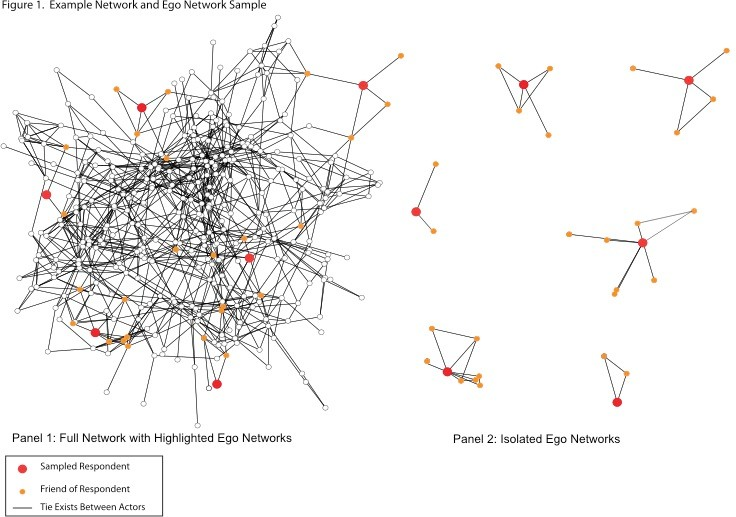 Figure 1. Example Network and Ego Network Sample
Panel 1: Full Network with Highlighted Ego Networks
Panel 2: Isolated Ego Networks
Sampled Respondent
Friend of Respondent
Tie Exists Between Actors